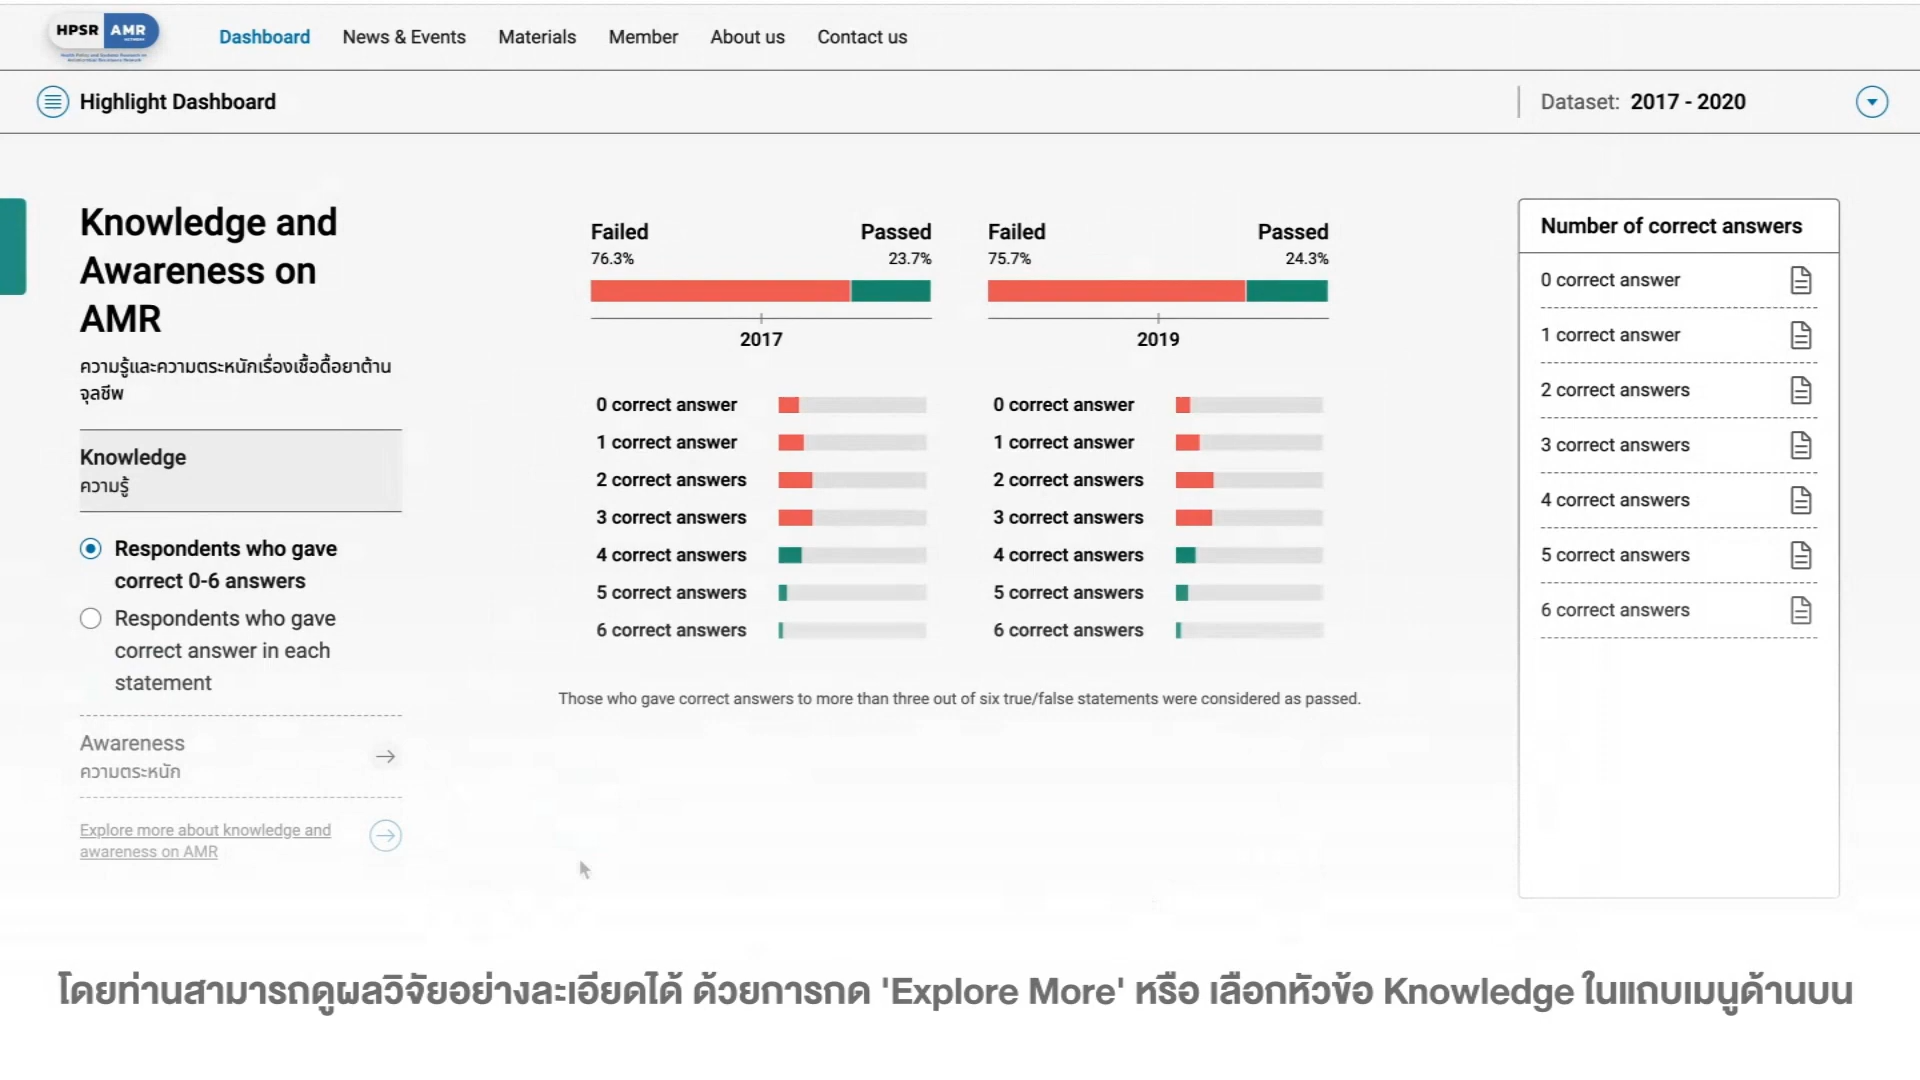 HPSR AMR
Dashboard
News & Events
Materials
Member
About us
Contact us
Highlight Dashboard
Dataset: 2017 - 2020
Knowledge and
Awareness on
AMR
ความรู้และความตระหนักเรื่องเชื้อดื้อยาต้าน
จุลชีพ
Knowledge
ความรู้
Respondents who gave
correct 0-6 answers
Respondents who gave
correct answer in each
statement
Awareness
ความตระหนัก
Explore more about knowledge and
awareness on AMR
Failed Passed
76.3% 23.7%
2017
0 correct answer
1 correct answer
2 correct answers
3 correct answers
4 correct answers
5 correct answers
6 correct answers
Failed Passed
75.7% 24.3%
2019
0 correct answer
1 correct answer
2 correct answers
3 correct answers
4 correct answers
5 correct answers
6 correct answers
Those who gave correct answers to more than three out of six true/false statements were considered as passed.
Number of correct answers
0 correct answer
1 correct answer
2 correct answers
3 correct answers
4 correct answers
5 correct answers
6 correct answers
โดยท่านสามารถดูผลวิจัยอย่างละเอียดได้ ด้วยการกด 'Explore More' หรือ เลือกหัวข้อ Knowledge ในแถบเมนูด้านบน